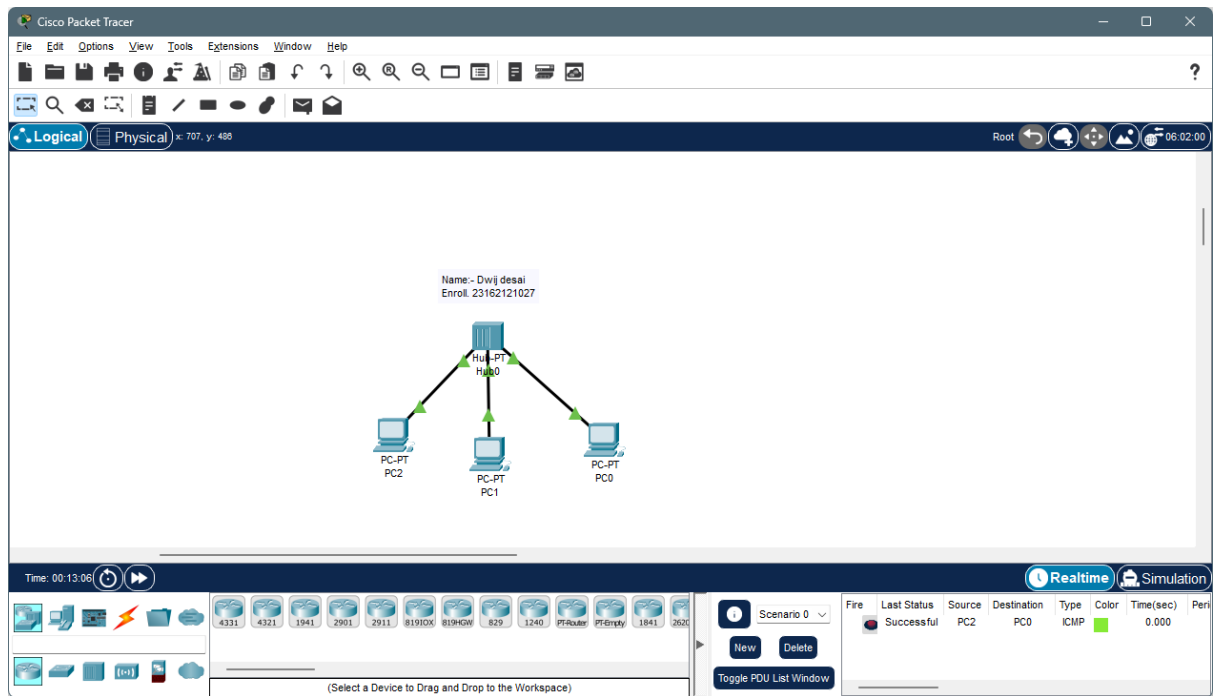 Cisco Packet Tracer
File Edit Options View Tools Extensions Window Help
?
Logical Physical x: 707, y: 486 Root 06:02:00
Name:- Dwij desai
Enroll. 23162121027
Hub-PT
Hub0
PC-PT
PC2
PC-PT
PC1
PC-PT
PC0
Time: 00:13:06 Realtime Simulation
4331 4321 1941 2901 2911 819IOX 819HGW 829 1240 PT-Router PT-Empty 1841 2620
(Select a Device to Drag and Drop to the Workspace)
Scenario 0
New Delete
Toggle PDU List Window
Fire Last Status Source Destination Type Color Time(sec) Peri
Successful PC2 PC0 ICMP 0.000